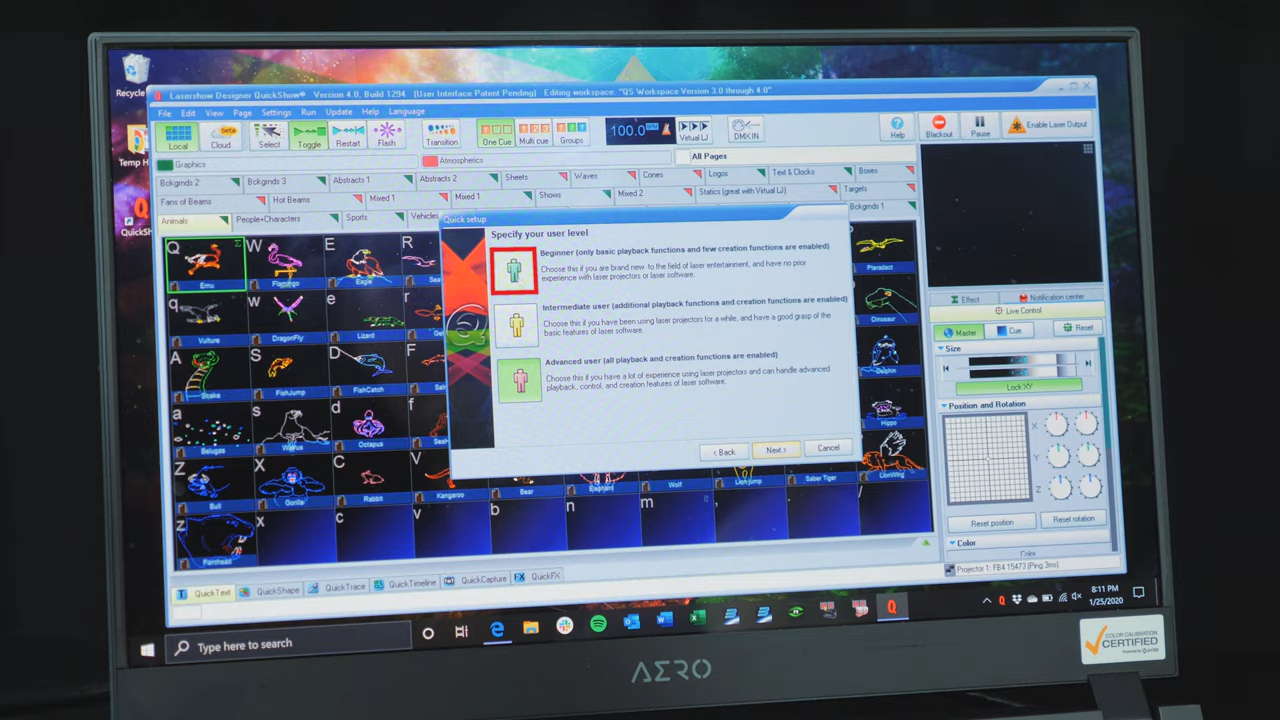 Recycle
Lasershow Designer QuickShow® Version 4.0, Build 1294 [User Interface Patent Pending] Editing workspace: "QS Workspace Version 3.0 through 4.0"
File Edit View Page Settings Run Update Help Language
Temp H
QuickSh
Local
Cloud
beta
Select
Toggle
Restart
Flash
Transition
One Cue
Multi cue
Groups
100.0
Virtual LJ
DMX IN
Help
Blackout
Pause
Enable Laser Output
Graphics
Atmospherics
All Pages
Bckgrnds 2
Bckgrnds 3
Abstracts 1
Abstracts 2
Sheets
Waves
Cones
Logos
Text & Clocks
Boxes
Fans of Beams
Hot Beams
Mixed 1
Mixed 1
Shows
Mixed 2
Statics (great with Virtual LJ)
Targets
Animals
People+Characters
Sports
Vehicles
Bckgrnds 1
Q
W
E
R
Emu
Flamingo
Eagle
Pteradact
q
w
e
r
Vulture
DragonFly
Lizard
Dinosaur
A
S
D
F
Snake
FishJump
FishCatch
Dolphin
a
s
d
f
Belugas
Walrus
Octapus
Hippo
Z
X
C
V
Bull
Gorilla
Rabbit
Kangaroo
Bear
Elephant
Wolf
LionJump
Saber Tiger
LionWing
z
x
c
v
b
n
m
,
.
/
Panthead
Quick setup
Specify your user level
Beginner (only basic playback functions and few creation functions are enabled)
Choose this if you are brand new to the field of laser entertainment, and have no prior
experience with laser projectors or laser software.
Intermediate user (additional playback functions and creation functions are enabled)
Choose this if you have been using laser projectors for a while, and have a good grasp of the
basic features of laser software.
Advanced user (all playback and creation functions are enabled)
Choose this if you have a lot of experience using laser projectors and can handle advanced
playback, control, and creation features of laser software.
< Back
Next >
Cancel
Effect
Notification center
Live Control
Master
Cue
Reset
Size
Lock XY
Position and Rotation
X
Y
Z
Reset position
Reset rotation
Color
Color
Projector 1: FB4 15473 (Ping 3ms)
QuickText
QuickShape
QuickTrace
QuickTimeline
QuickCapture
QuickFX
Type here to search
8:11 PM
1/25/2020
AERO
COLOR CALIBRATION
CERTIFIED